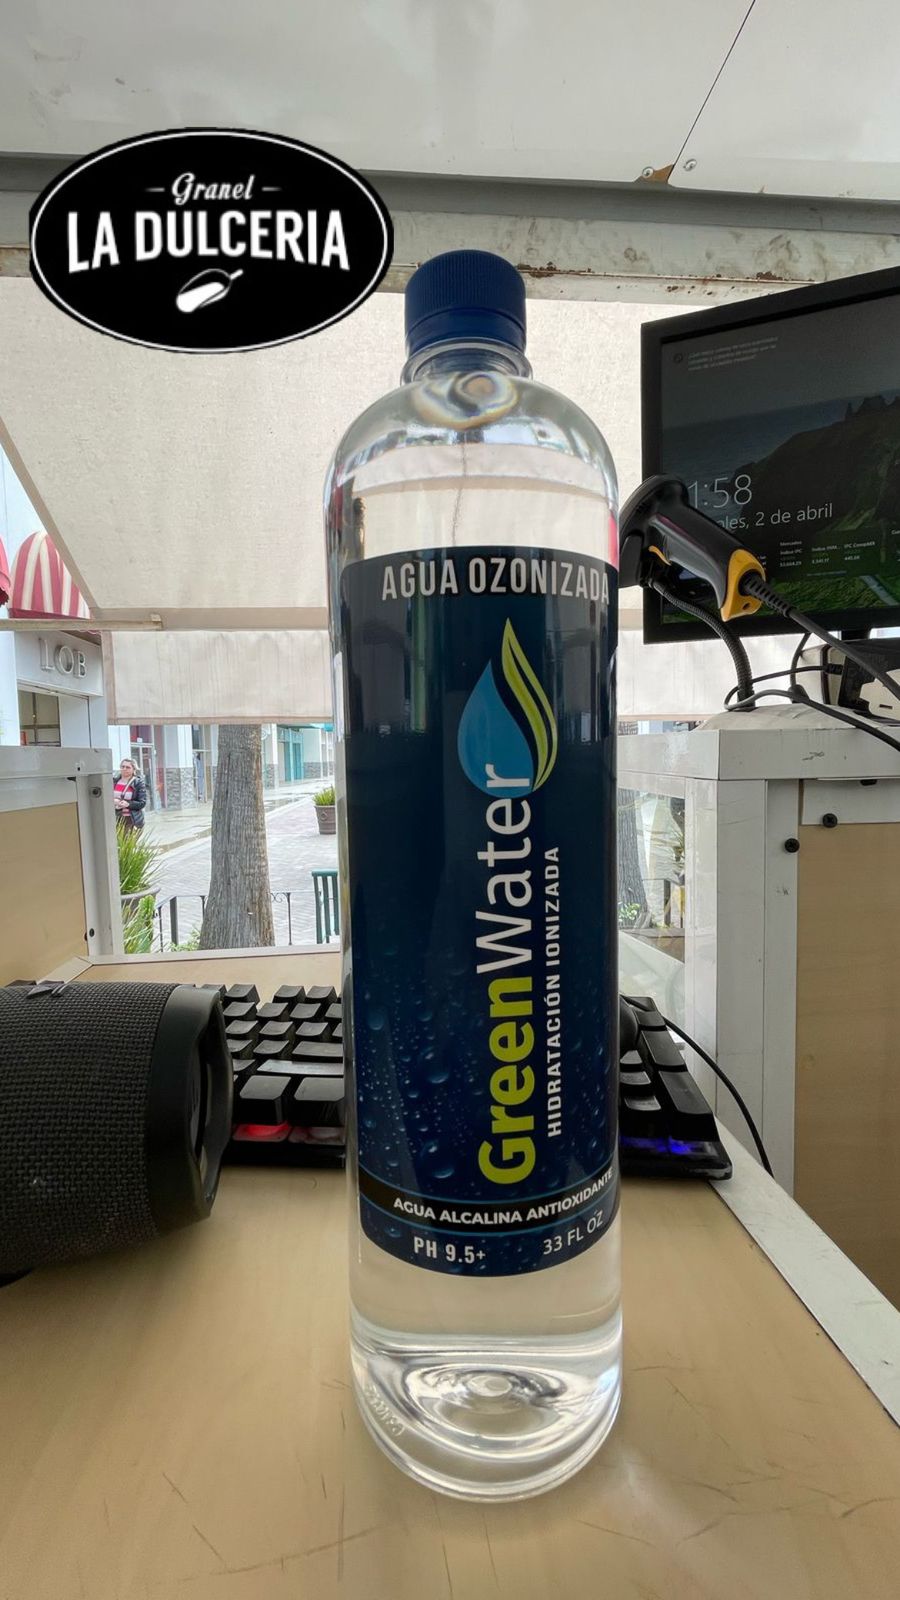 Granel
LA DULCERIA
1:58
2 de abril
LOB
AGUA OZONIZADA
GreenWater
HIDRATACIÓN IONIZADA
AGUA ALCALINA ANTIOXIDANTE
PH 9.5+
33 FL OZ